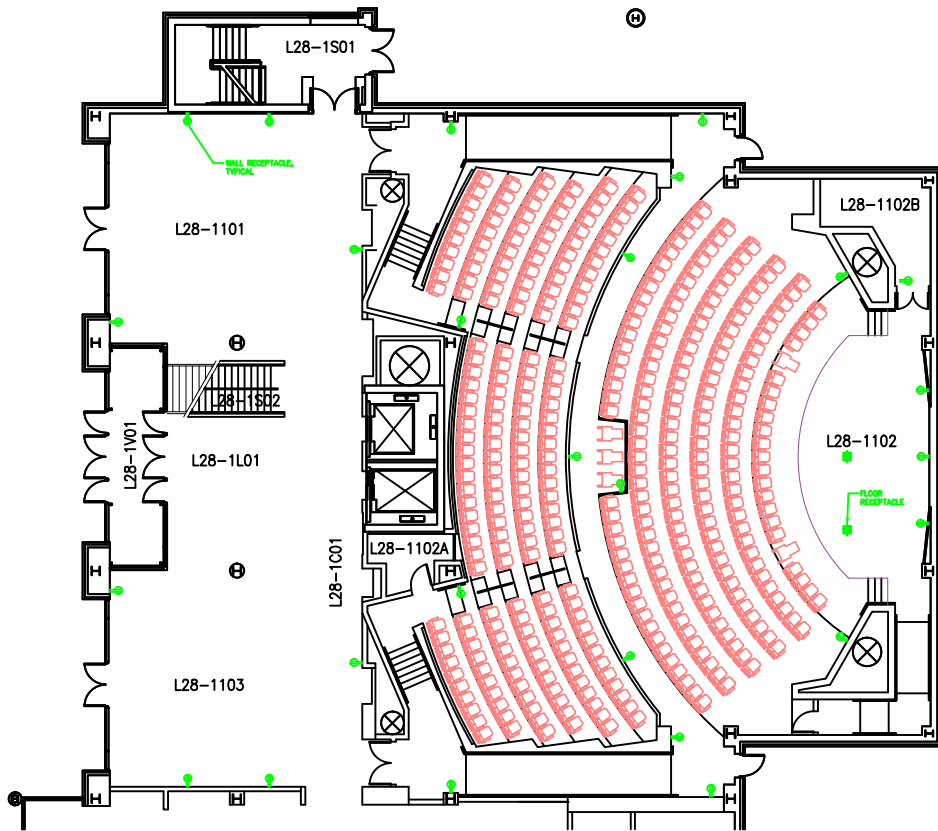 L28-1S01
WALL RECEPTACLE,
TYPICAL
L28-1101
L28-1102B
L28-1S02
L28-1V01
L28-1L01
L28-1102
FLOOR
RECEPTACLE
L28-1102A
L28-1C01
L28-1103